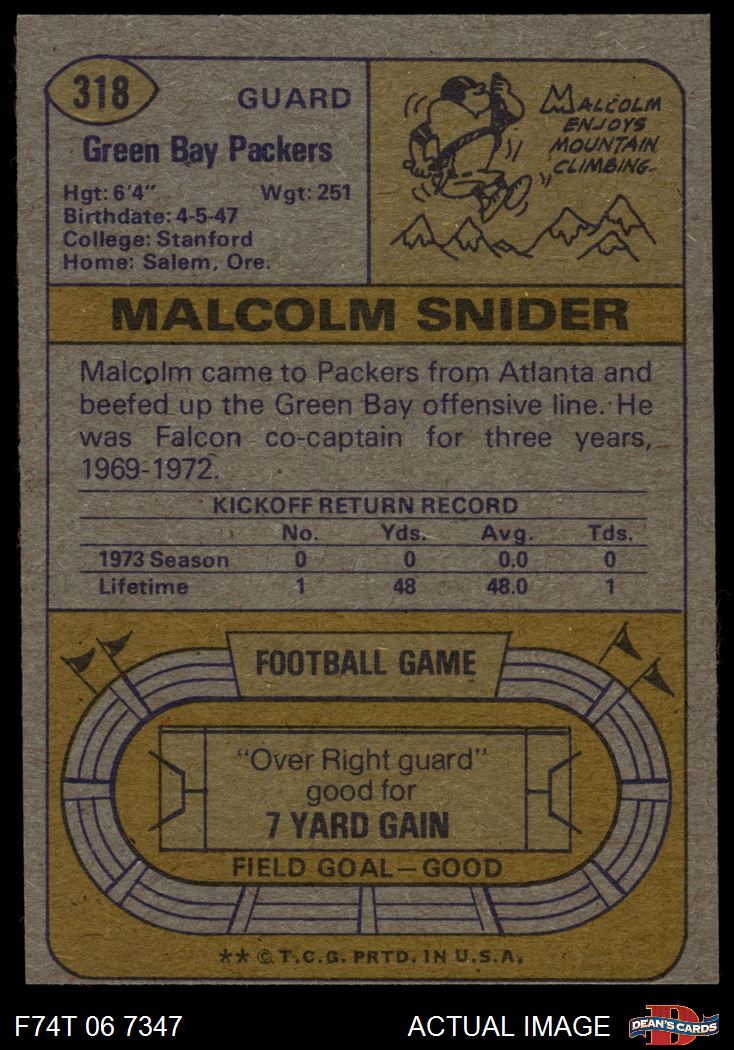 318
GUARD
Green Bay Packers
Hgt: 6'4" Wgt: 251
Birthdate: 4-5-47
College: Stanford
Home: Salem, Ore.
MALCOLM
ENJOYS
MOUNTAIN
CLIMBING.
MALCOLM SNIDER
Malcolm came to Packers from Atlanta and
beefed up the Green Bay offensive line. He
was Falcon co-captain for three years,
1969-1972.
KICKOFF RETURN RECORD
No. Yds. Avg. Tds.
1973 Season 0 0 0.0 0
Lifetime 1 48 48.0 1
FOOTBALL GAME
"Over Right guard"
good for
7 YARD GAIN
FIELD GOAL—GOOD
** © T.C.G. PRTD. IN U.S.A.
F74T 06 7347 ACTUAL IMAGE
D
DEAN'S CARDS